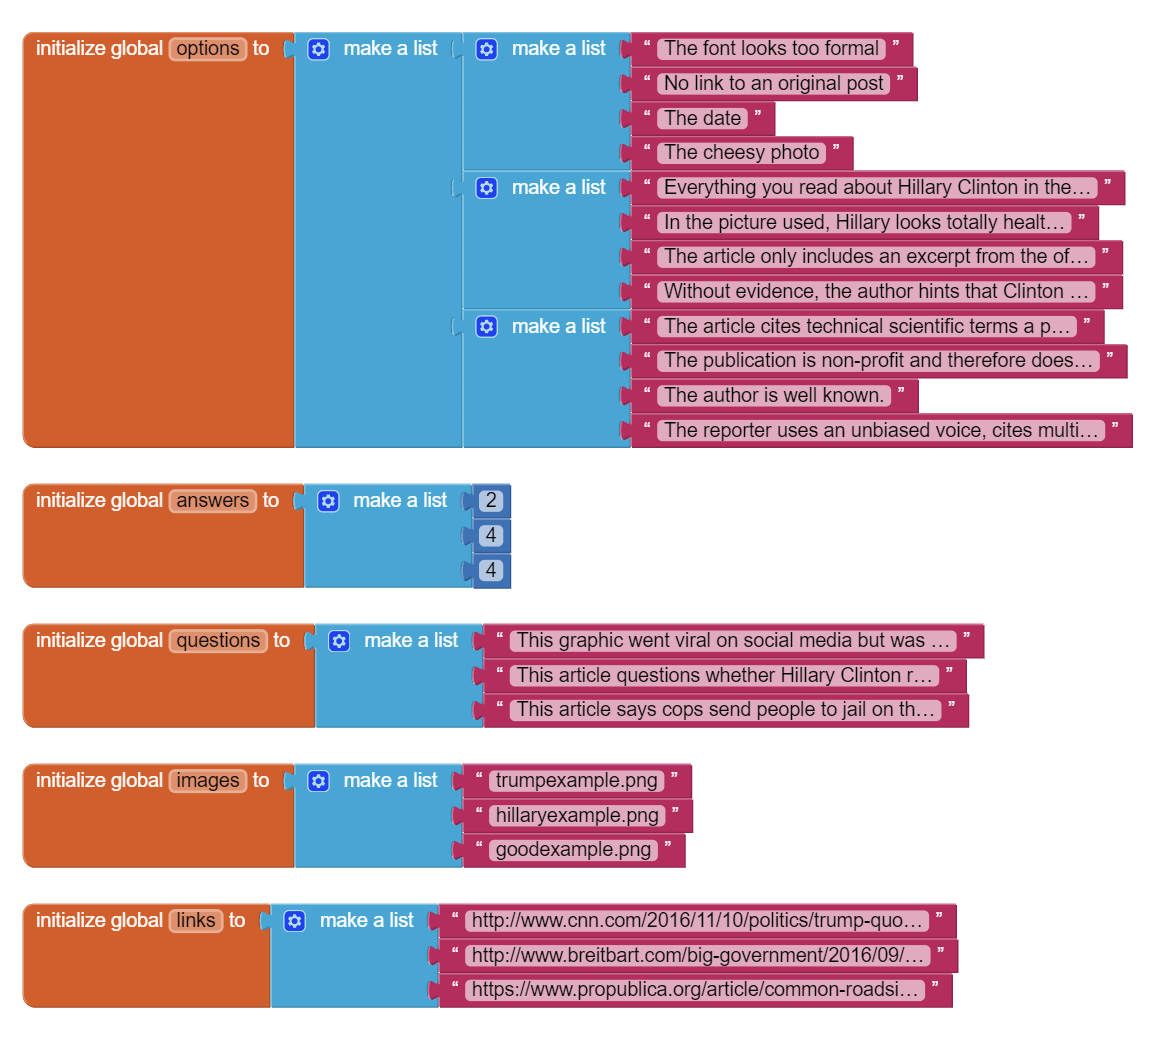 initialize global options to make a list make a list “ The font looks too formal ”
“ No link to an original post ”
“ The date ”
“ The cheesy photo ”
make a list “ Everything you read about Hillary Clinton in the... ”
“ In the picture used, Hillary looks totally healt... ”
“ The article only includes an excerpt from the of... ”
“ Without evidence, the author hints that Clinton ... ”
make a list “ The article cites technical scientific terms a p... ”
“ The publication is non-profit and therefore does... ”
“ The author is well known. ”
“ The reporter uses an unbiased voice, cites multi... ”
initialize global answers to make a list 2
4
4
initialize global questions to make a list “ This graphic went viral on social media but was ... ”
“ This article questions whether Hillary Clinton r... ”
“ This article says cops send people to jail on th... ”
initialize global images to make a list “ trumpexample.png ”
“ hillaryexample.png ”
“ goodexample.png ”
initialize global links to make a list “ http://www.cnn.com/2016/11/10/politics/trump-quo... ”
“ http://www.breitbart.com/big-government/2016/09/... ”
“ https://www.propublica.org/article/common-roadsi... ”